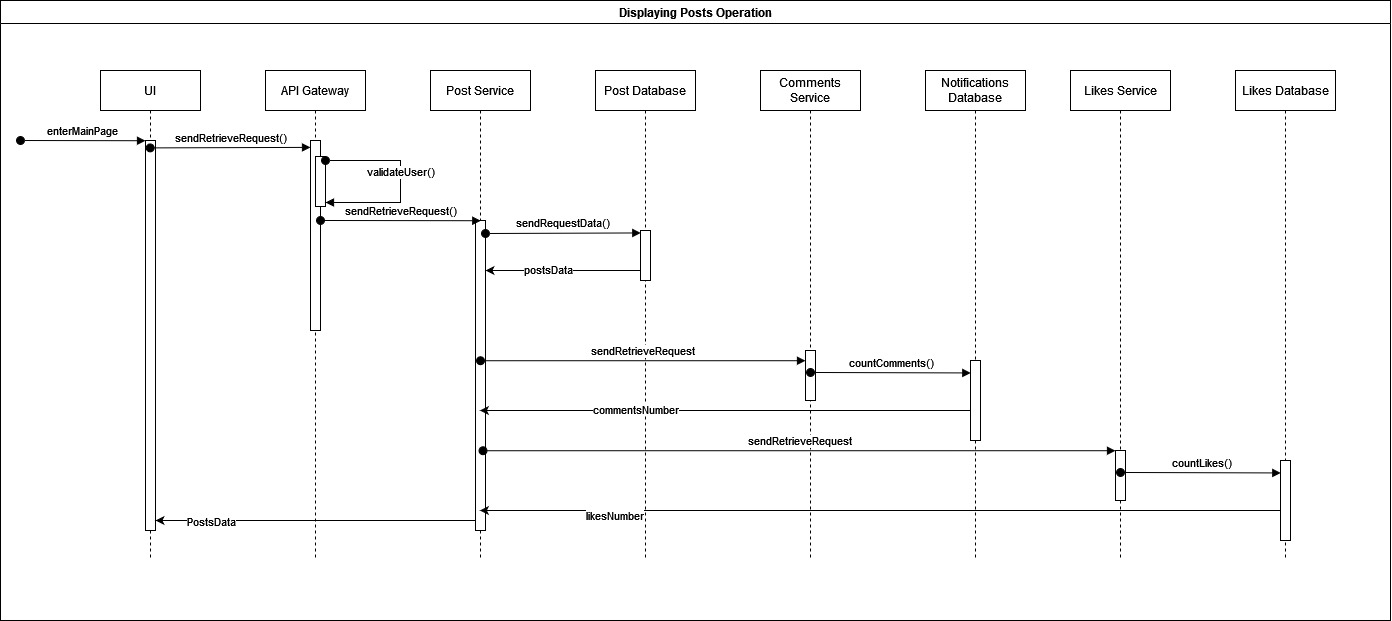 Displaying Posts Operation
UI
API Gateway
Post Service
Post Database
Comments
Service
Notifications
Database
Likes Service
Likes Database
enterMainPage
sendRetrieveRequest()
validateUser()
sendRetrieveRequest()
sendRequestData()
postsData
sendRetrieveRequest
countComments()
commentsNumber
sendRetrieveRequest
countLikes()
likesNumber
PostsData